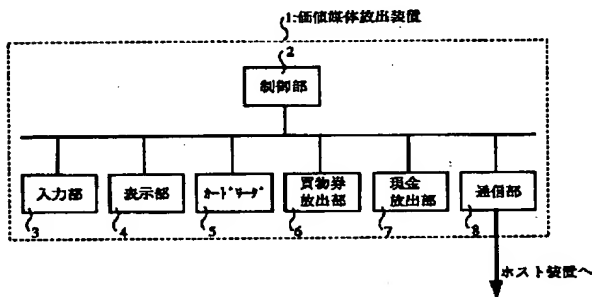 1:価値媒体放出装置
2
制御部
入力部
表示部
ｶｰﾄﾞﾘｰﾀﾞ
買物券
放出部
現金
放出部
通信部
3
4
5
6
7
8
ホスト装置へ